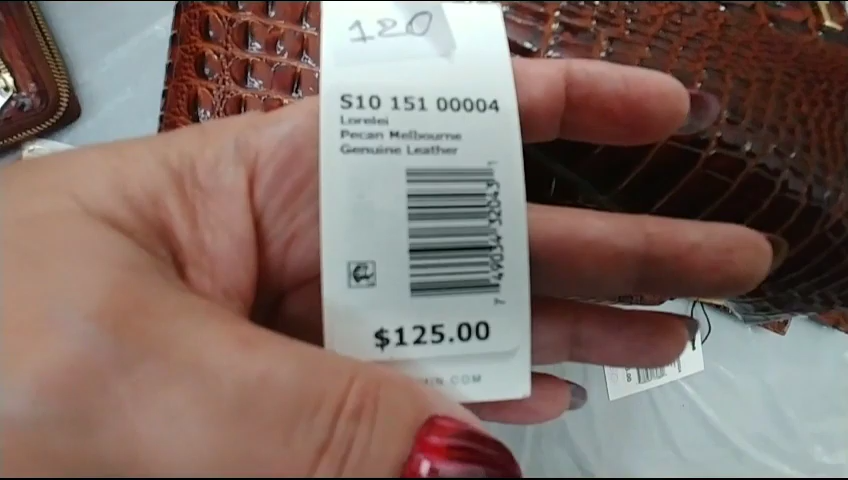 120
S10 151 00004
Lorelei
Pecan Melbourne
Genuine Leather
$125.00